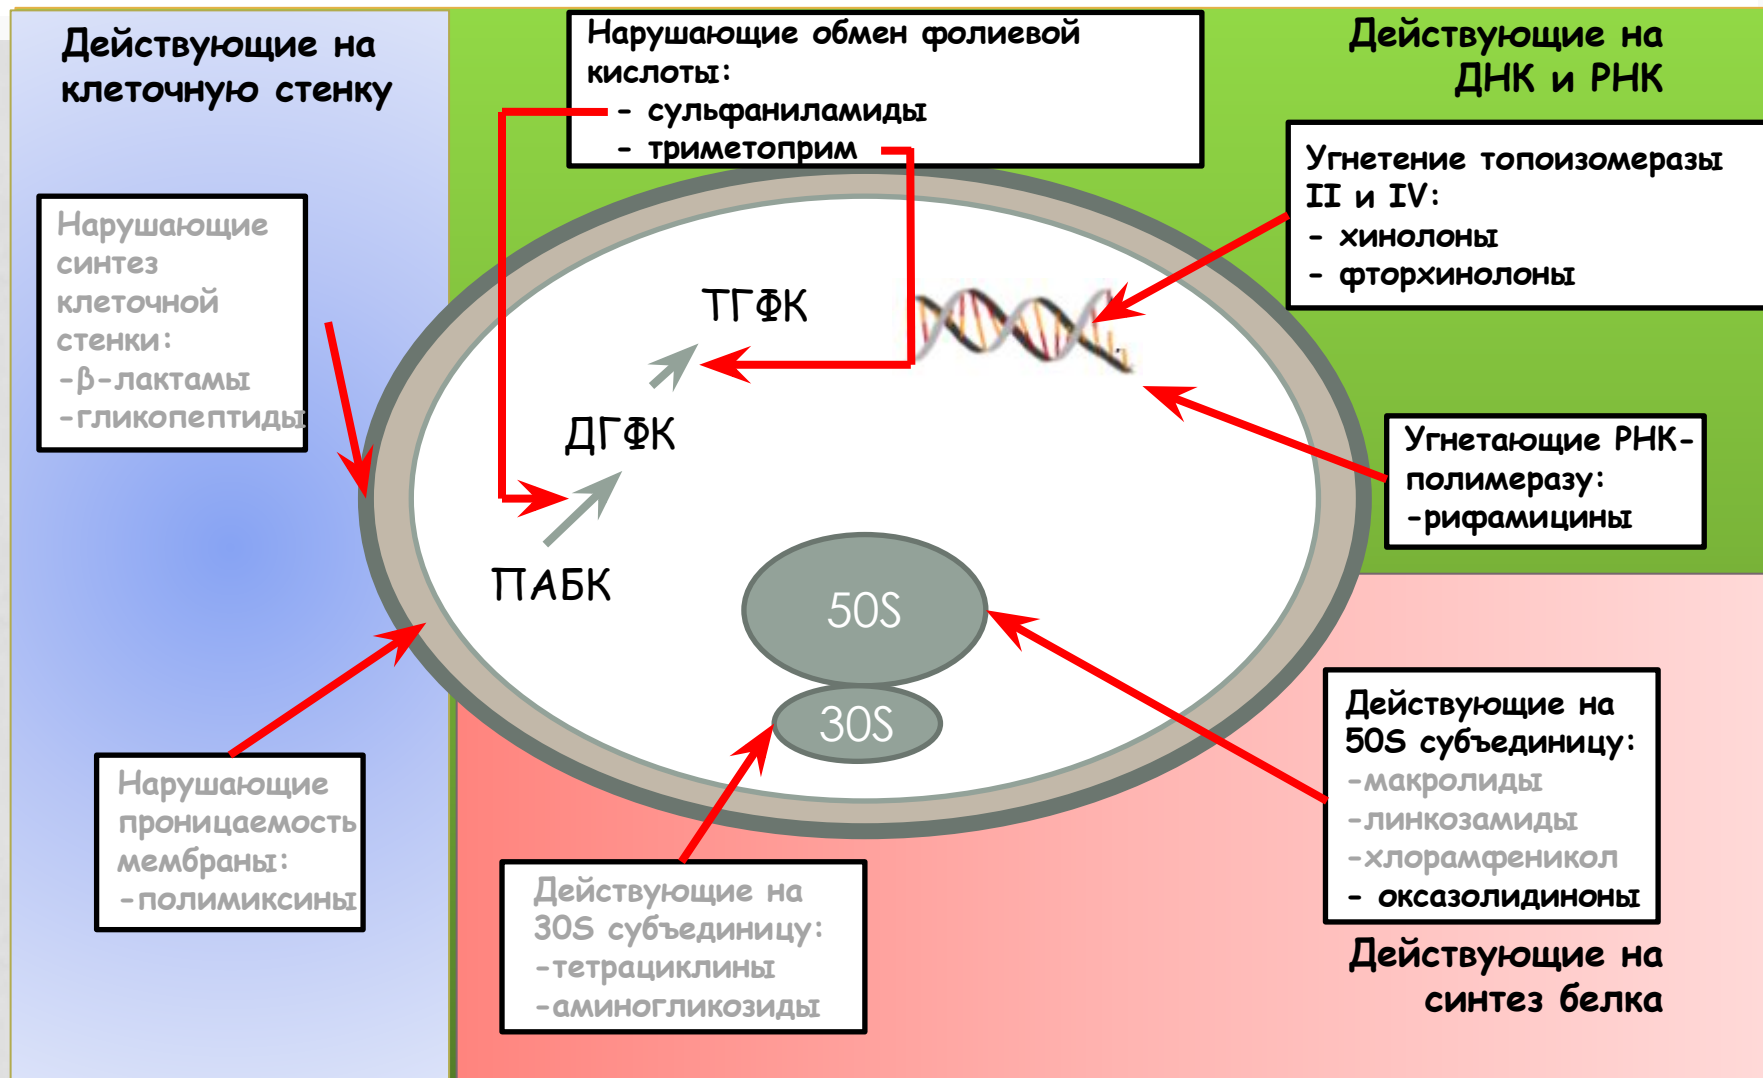 Действующие на
клеточную стенку
Нарушающие обмен фолиевой
кислоты:
- сульфаниламиды
- триметоприм
Действующие на
ДНК и РНК
Угнетение топоизомеразы
II и IV:
- хинолоны
- фторхинолоны
Нарушающие
синтез
клеточной
стенки:
-β-лактамы
-гликопептиды
ТГФК
ДГФК
ПАБК
Угнетающие РНК-
полимеразу:
-рифамицины
50S
30S
Нарушающие
проницаемость
мембраны:
-полимиксины
Действующие на
30S субъединицу:
-тетрациклины
-аминогликозиды
Действующие на
50S субъединицу:
-макролиды
-линкозамиды
-хлорамфеникол
- оксазолидиноны
Действующие на
синтез белка